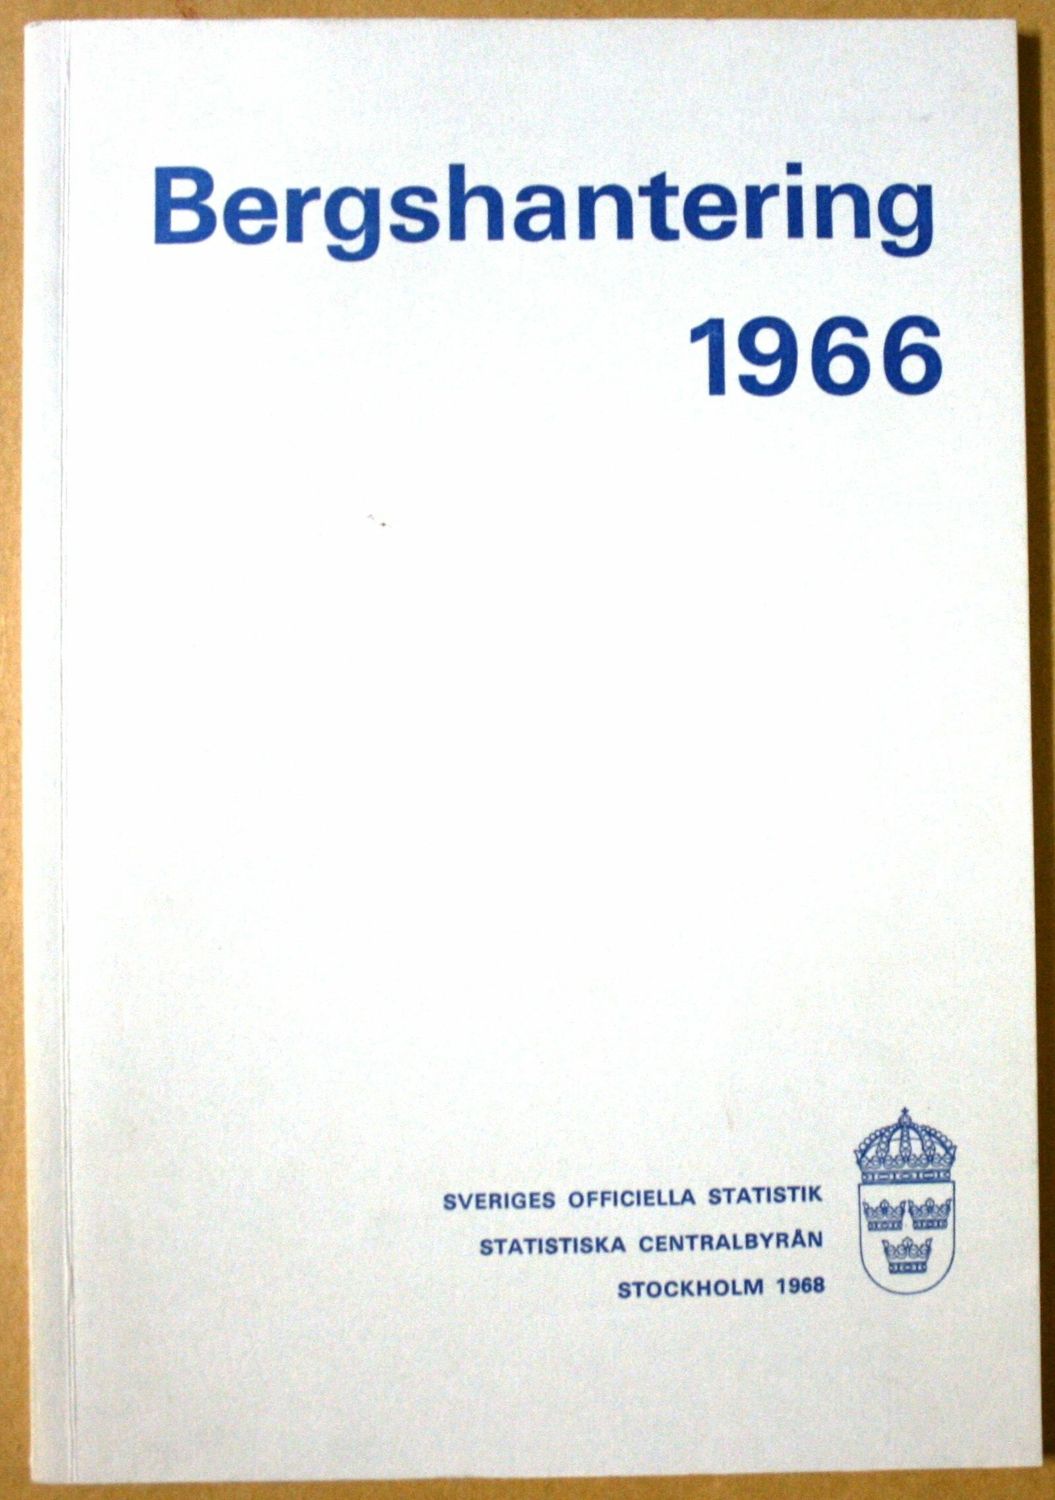 Bergshantering
1966
SVERIGES OFFICIELLA STATISTIK
STATISTISKA CENTRALBYRÅN
STOCKHOLM 1968